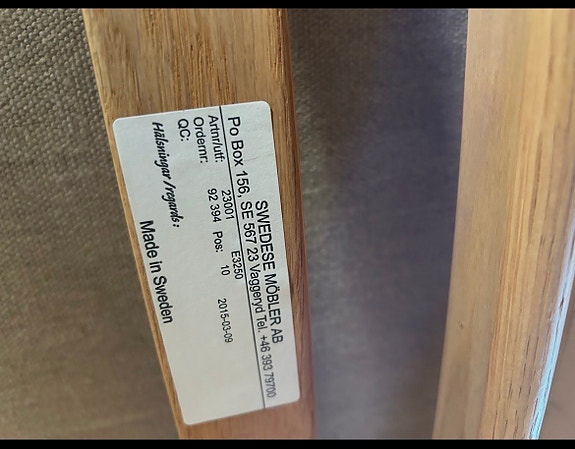 SWEDESE MÖBLER AB
Po Box 156, SE 567 23 Vaggeryd Tel. +46 393 79700
Artnr/utf: 23001 E3250
Ordernr: 92 394 Pos: 10 2015-03-09
QC:
Hälsningar/regards:
Made in Sweden